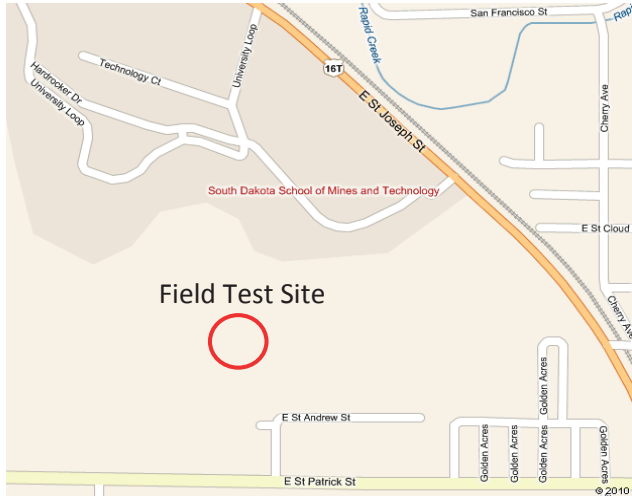 San Francisco St
Rapid Creek
Rapid
University Loop
Technology Ct
Hardrocker Dr
University Loop
16T
E St Joseph St
Cherry Ave
South Dakota School of Mines and Technology
E St Cloud
Field Test Site
Cherry Ave
Golden Acres
E St Andrew St
Golden Acres
Golden Acres
Golden Acres
Golden Acres
E St Patrick St
© 2010